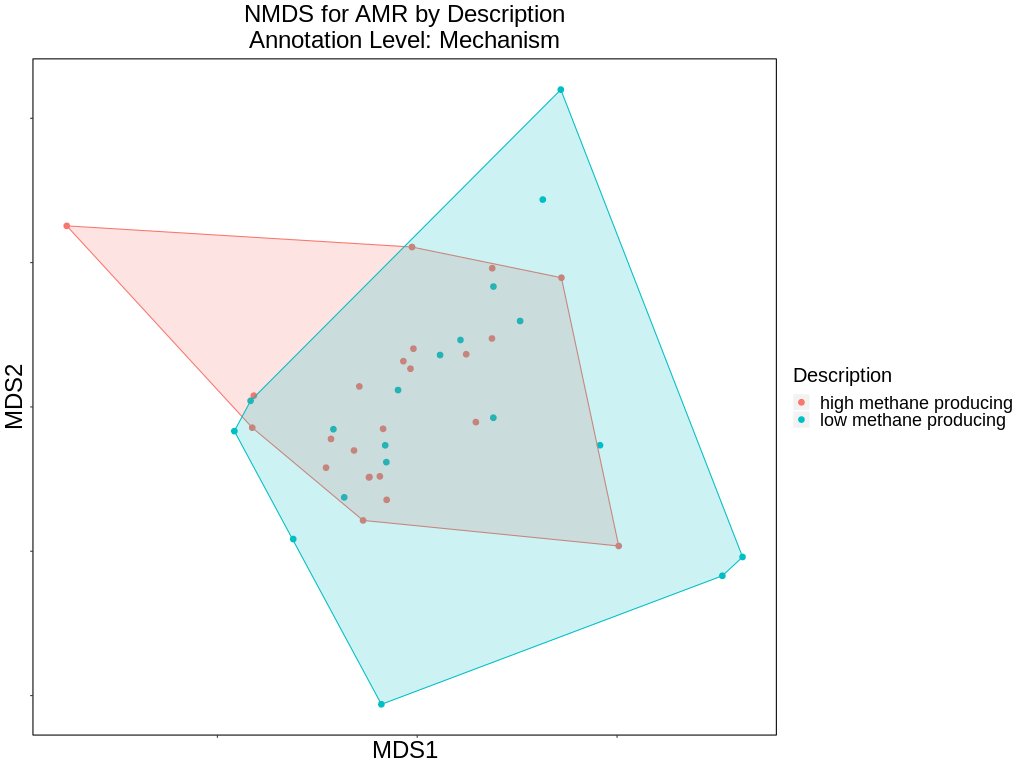 NMDS for AMR by Description
Annotation Level: Mechanism
MDS2
MDS1
Description
high methane producing
low methane producing